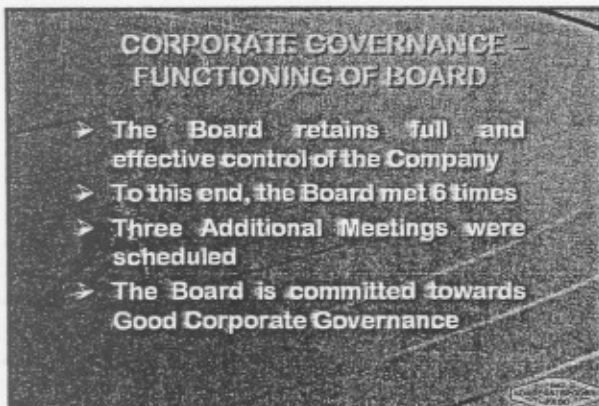 CORPORATE GOVERNANCE –
FUNCTIONING OF BOARD
➢ The Board retains full and
effective control of the Company
➢ To this end, the Board met 6 times
➢ Three Additional Meetings were
scheduled
➢ The Board is committed towards
Good Corporate Governance